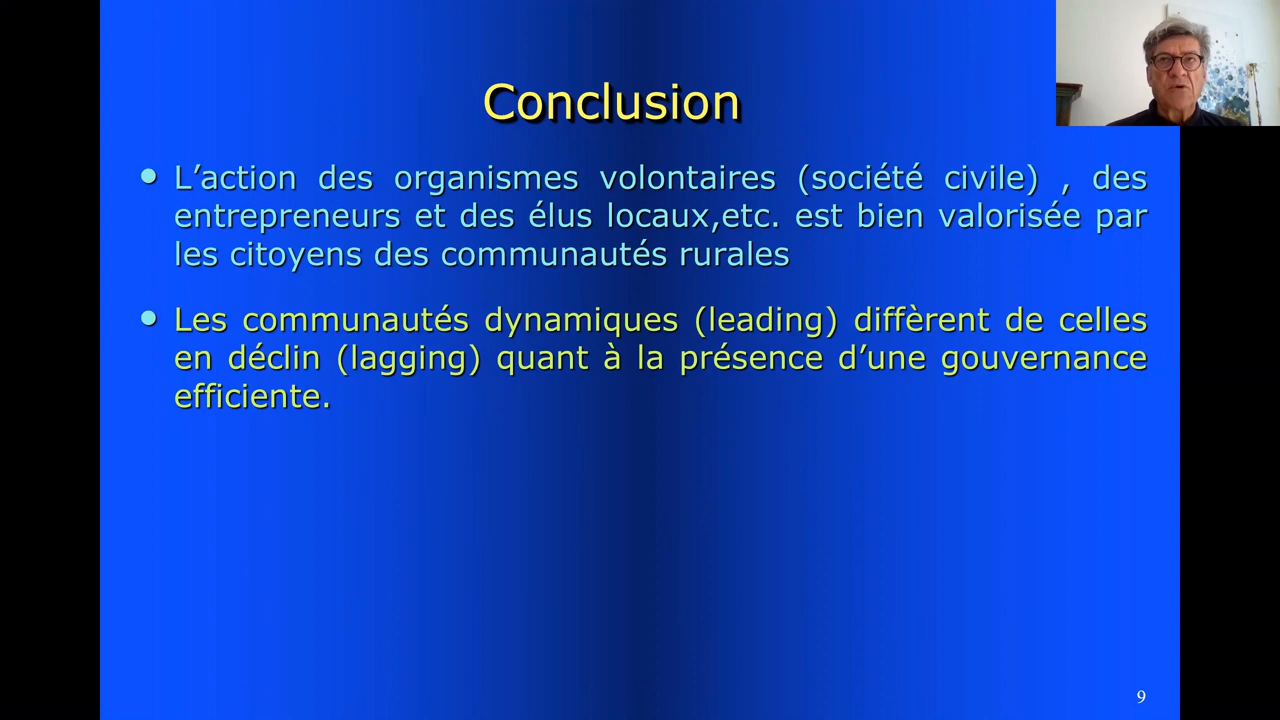 Conclusion
L’action des organismes volontaires (société civile) , des
entrepreneurs et des élus locaux,etc. est bien valorisée par
les citoyens des communautés rurales
Les communautés dynamiques (leading) diffèrent de celles
en déclin (lagging) quant à la présence d’une gouvernance
efficiente.
9